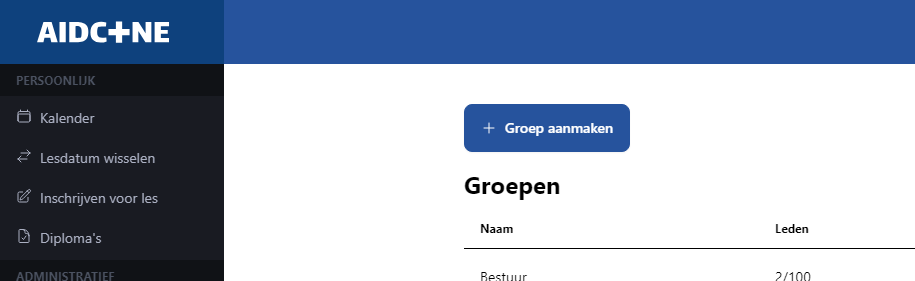 AIDC+NE
PERSOONLIJK
Kalender
Lesdatum wisselen
Inschrijven voor les
Diploma's
ADMINISTRATIEF
+ Groep aanmaken
Groepen
Naam Leden
Bestuur 2/100